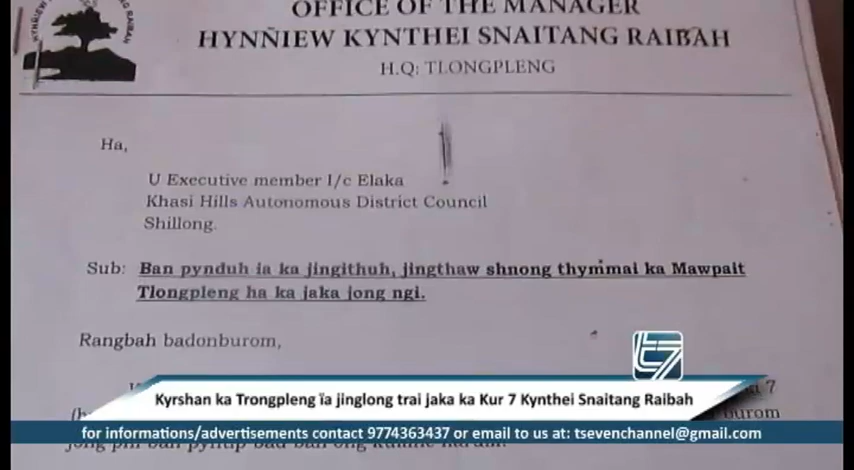 OFFICE OF THE MANAGER
HYNÑIEW KYNTHEI SNAITANG RAIBAH
H.Q: TLONGPLENG
Ha,
U Executive member I/c Elaka
Khasi Hills Autonomous District Council
Shillong.
Sub: Ban pynduh ia ka jingithuh, jingthaw shnong thymmai ka Mawpait
Tlongpleng ha ka jaka jong ngi.
Rangbah badonburom,
7
Kyrshan ka Trongpleng ïa jinglong trai jaka ka Kur 7 Kynthei Snaitang Raibah
burom
for informations/advertisements contact 9774363437 or email to us at: tsevenchannel@gmail.com